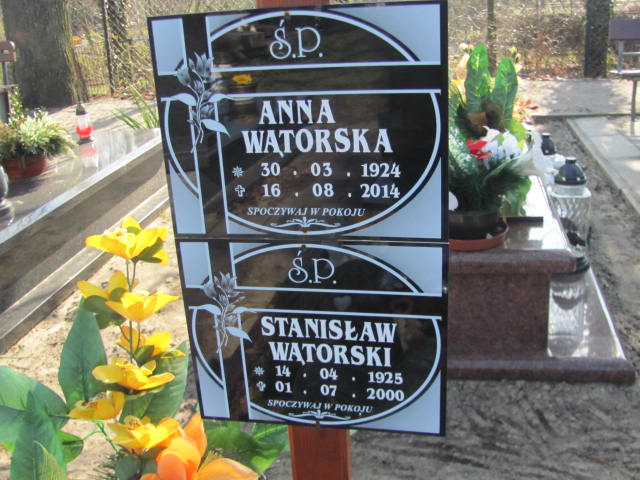 Ś.P.
ANNA
WĄTORSKA
* 30 . 03 . 1924
✞ 16 . 08 . 2014
SPOCZYWAJ W POKOJU
Ś.P.
STANISŁAW
WĄTORSKI
* 14 . 04 . 1925
✞ 01 . 07 . 2000
SPOCZYWAJ W POKOJU